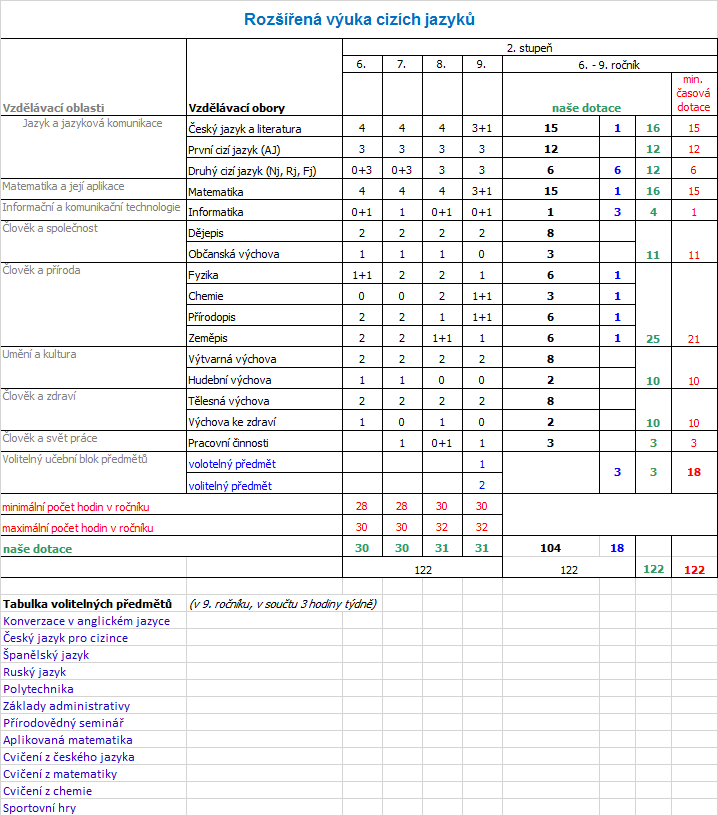 Rozšířená výuka cizích jazyků
2. stupeň
6. 7. 8. 9. 6. - 9. ročník
Vzdělávací oblasti Vzdělávací obory naše dotace min. časová dotace
Jazyk a jazyková komunikace Český jazyk a literatura 4 4 4 3+1 15 1 16 15
První cizí jazyk (AJ) 3 3 3 3 12 12 12
Druhý cizí jazyk (Nj, Rj, Fj) 0+3 0+3 3 3 6 6 12 6
Matematika a její aplikace Matematika 4 4 4 3+1 15 1 16 15
Informační a komunikační technologie Informatika 0+1 1 0+1 0+1 1 3 4 1
Člověk a společnost Dějepis 2 2 2 2 8
Občanská výchova 1 1 1 0 3 11 11
Člověk a příroda Fyzika 1+1 2 2 1 6 1
Chemie 0 0 2 1+1 3 1
Přírodopis 2 2 1 1+1 6 1
Zeměpis 2 2 1+1 1 6 1 25 21
Umění a kultura Výtvarná výchova 2 2 2 2 8
Hudební výchova 1 1 0 0 2 10 10
Člověk a zdraví Tělesná výchova 2 2 2 2 8
Výchova ke zdraví 1 0 1 0 2 10 10
Člověk a svět práce Pracovní činnosti 1 0+1 1 3 3 3
Volitelný učební blok předmětů volotelný předmět 1 3 3 18
volitelný předmět 2
minimální počet hodin v ročníku 28 28 30 30
maximální počet hodin v ročníku 30 30 32 32
naše dotace 30 30 31 31 104 18
122 122 122 122
Tabulka volitelných předmětů (v 9. ročníku, v součtu 3 hodiny týdně)
Konverzace v anglickém jazyce
Český jazyk pro cizince
Španělský jazyk
Ruský jazyk
Polytechnika
Základy administrativy
Přírodovědný seminář
Aplikovaná matematika
Cvičení z českého jazyka
Cvičení z matematiky
Cvičení z chemie
Sportovní hry